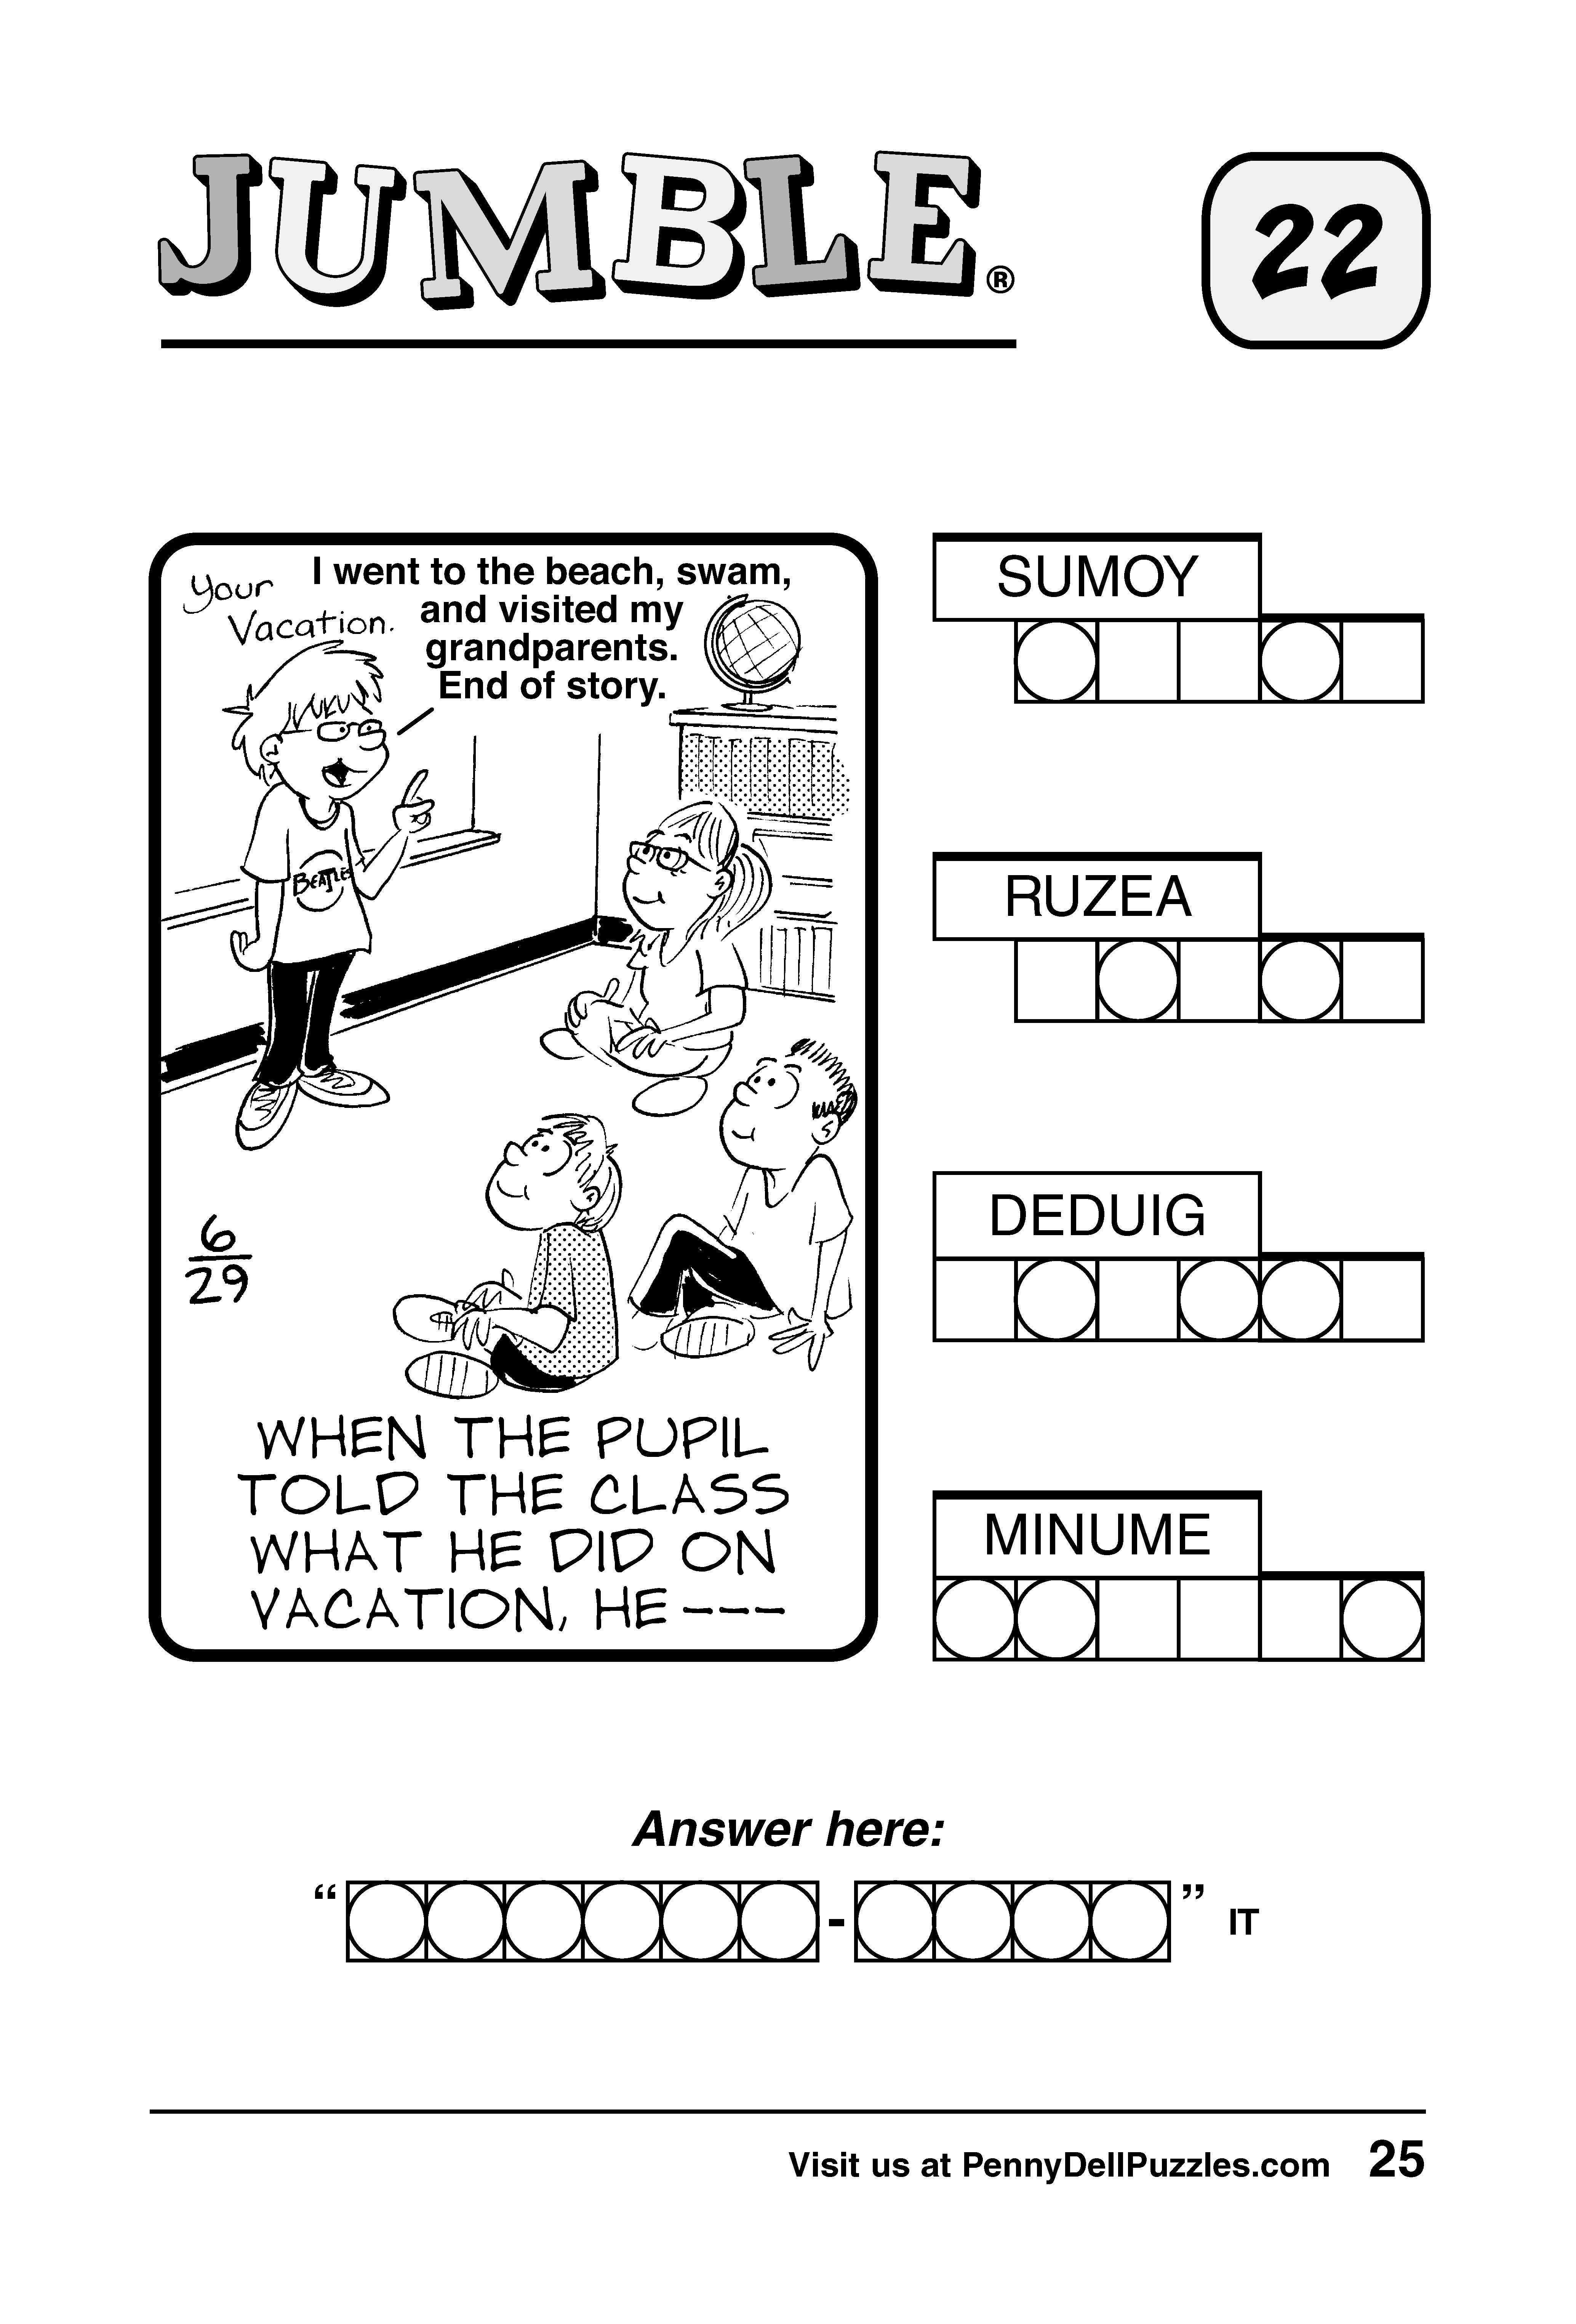 JUMBLE®
22
Your
Vacation.
I went to the beach, swam,
and visited my
grandparents.
End of story.
BEATLES
6
29
WHEN THE PUPIL
TOLD THE CLASS
WHAT HE DID ON
VACATION, HE ---
SUMOY
RUZEA
DEDUIG
MINUME
Answer here:
“ - ” IT
Visit us at PennyDellPuzzles.com 25